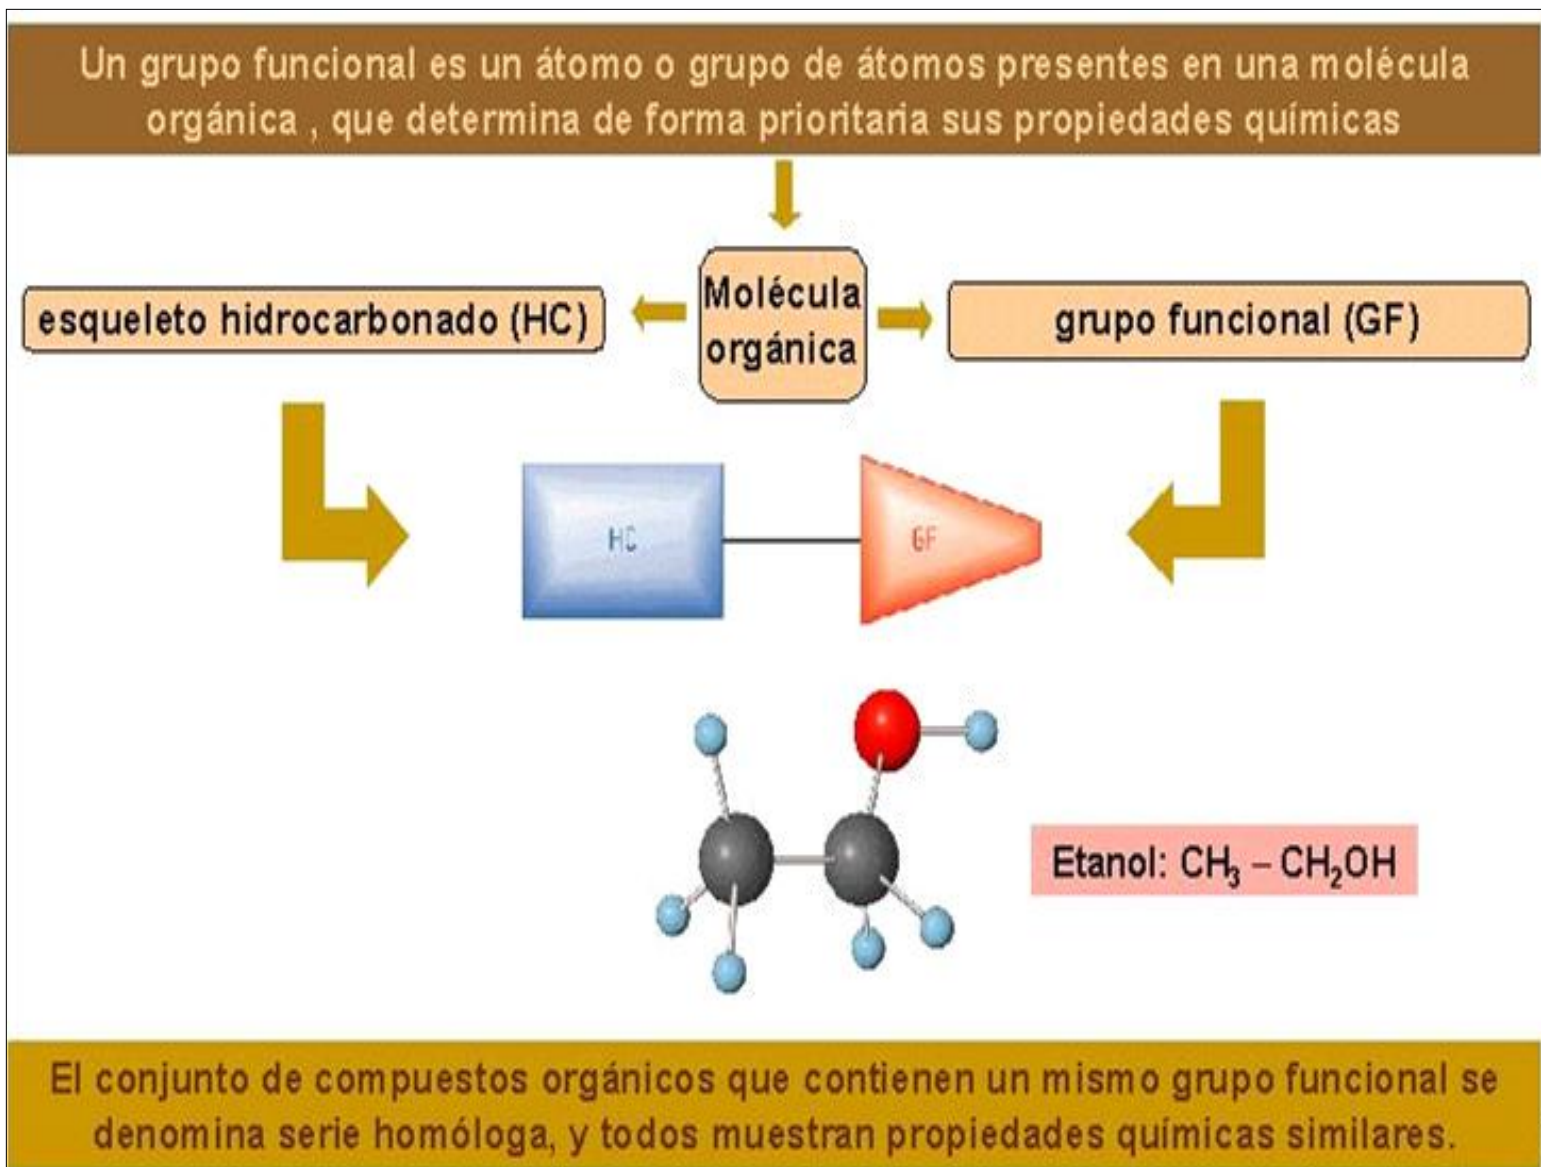 Un grupo funcional es un átomo o grupo de átomos presentes en una molécula
orgánica , que determina de forma prioritaria sus propiedades químicas
esqueleto hidrocarbonado (HC)
Molécula
orgánica
grupo funcional (GF)
HC
GF
Etanol: CH₃ – CH₂OH
El conjunto de compuestos orgánicos que contienen un mismo grupo funcional se
denomina serie homóloga, y todos muestran propiedades químicas similares.